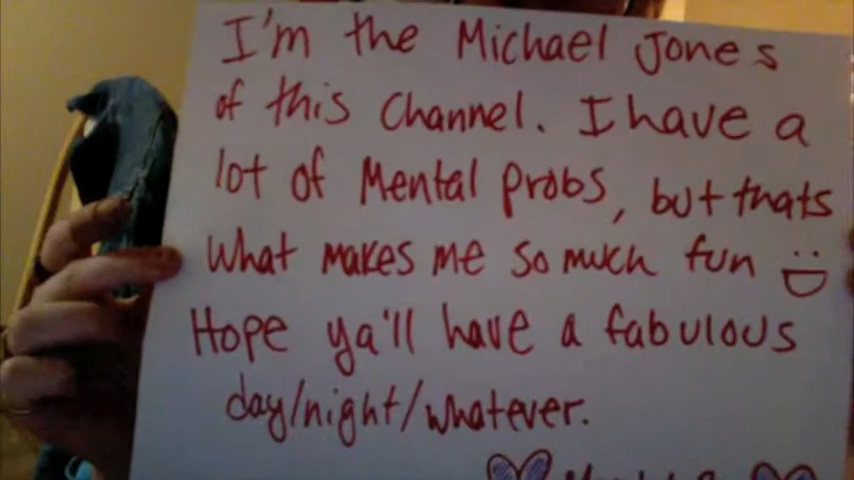 I'm the Michael Jones
of this Channel. I have a
lot of Mental Probs, but thats
what makes me so much fun :D
Hope ya'll have a fabulous
day/night/whatever.